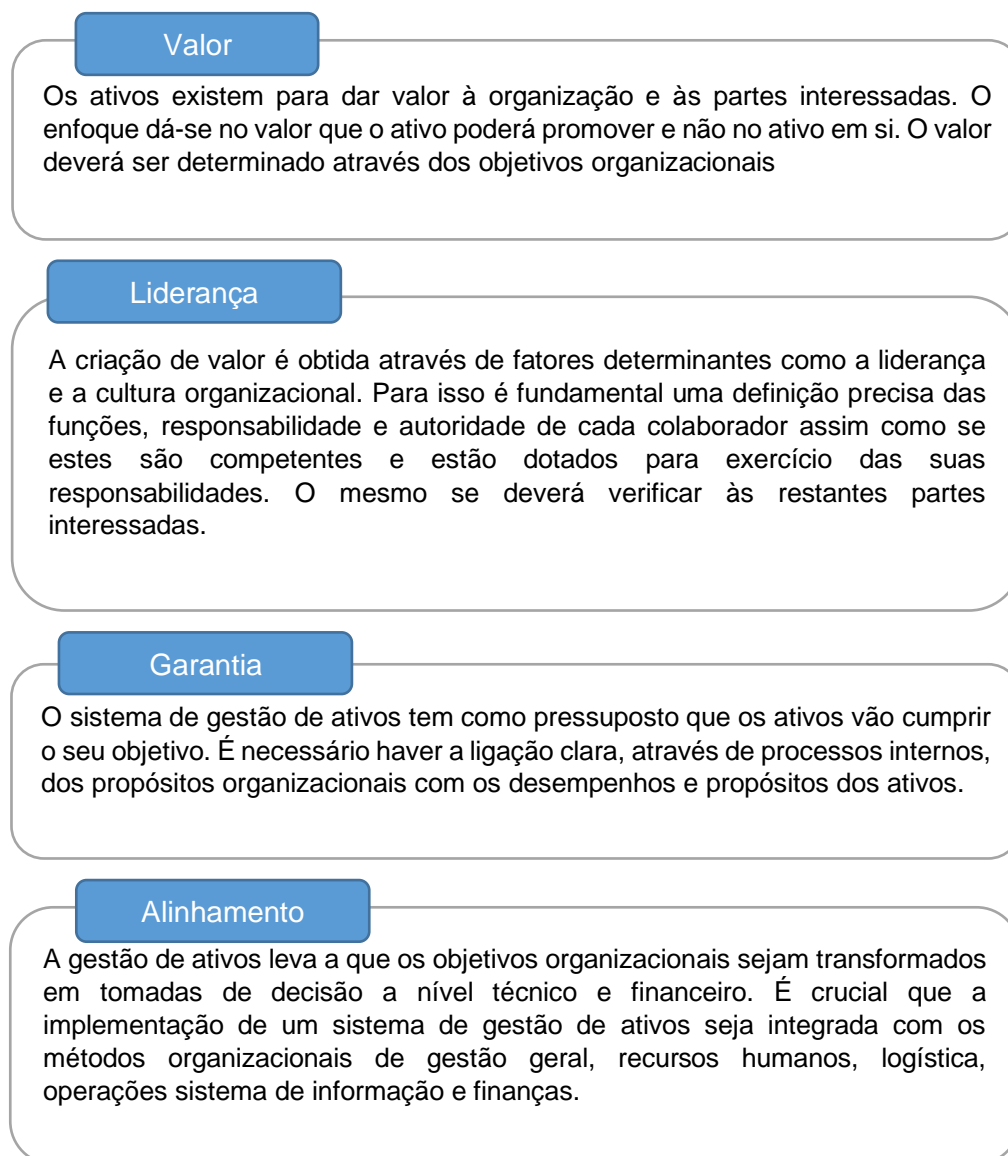 Valor
Os ativos existem para dar valor à organização e às partes interessadas. O
enfoque dá-se no valor que o ativo poderá promover e não no ativo em si. O valor
deverá ser determinado através dos objetivos organizacionais
Liderança
A criação de valor é obtida através de fatores determinantes como a liderança
e a cultura organizacional. Para isso é fundamental uma definição precisa das
funções, responsabilidade e autoridade de cada colaborador assim como se
estes são competentes e estão dotados para exercício das suas
responsabilidades. O mesmo se deverá verificar às restantes partes
interessadas.
Garantia
O sistema de gestão de ativos tem como pressuposto que os ativos vão cumprir
o seu objetivo. É necessário haver a ligação clara, através de processos internos,
dos propósitos organizacionais com os desempenhos e propósitos dos ativos.
Alinhamento
A gestão de ativos leva a que os objetivos organizacionais sejam transformados
em tomadas de decisão a nível técnico e financeiro. É crucial que a
implementação de um sistema de gestão de ativos seja integrada com os
métodos organizacionais de gestão geral, recursos humanos, logística,
operações sistema de informação e finanças.